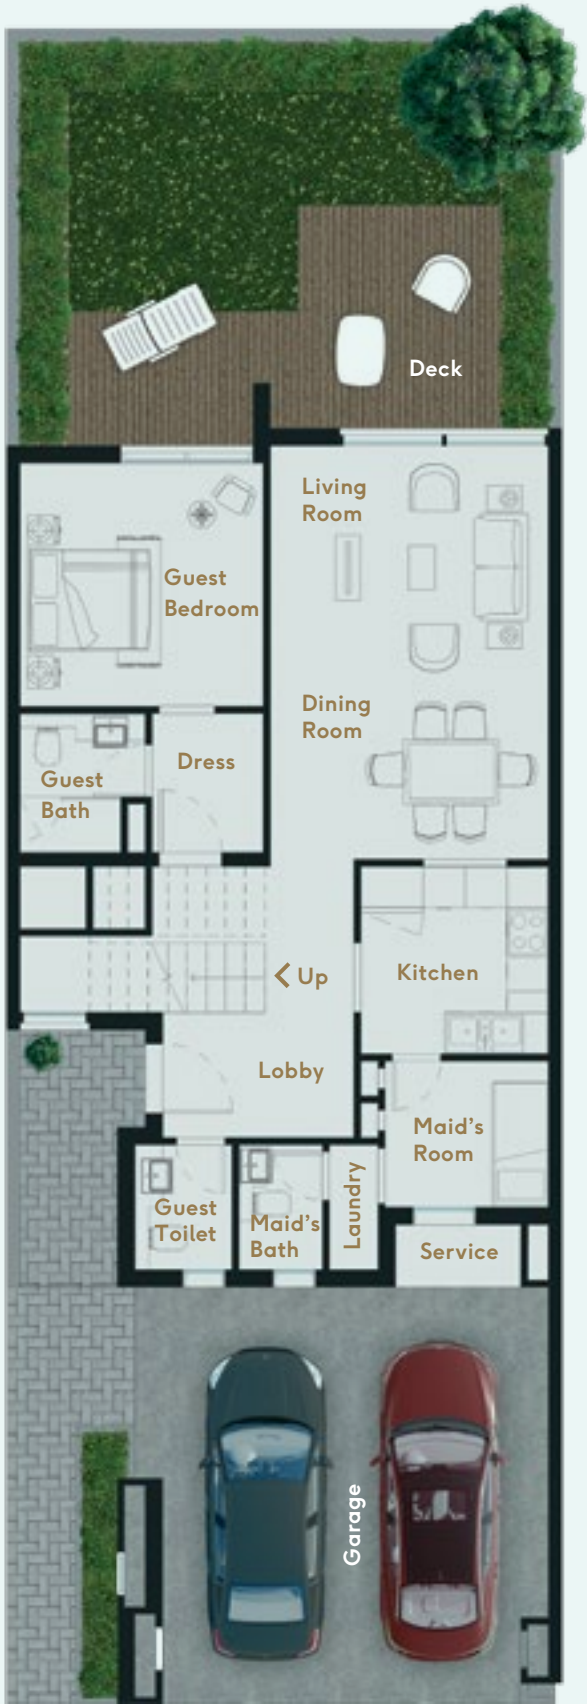 Deck
Living
Room
Guest
Bedroom
Dining
Room
Dress
Guest
Bath
Up
Kitchen
Lobby
Maid's
Room
Guest
Toilet
Maid's
Bath
Laundry
Service
Garage